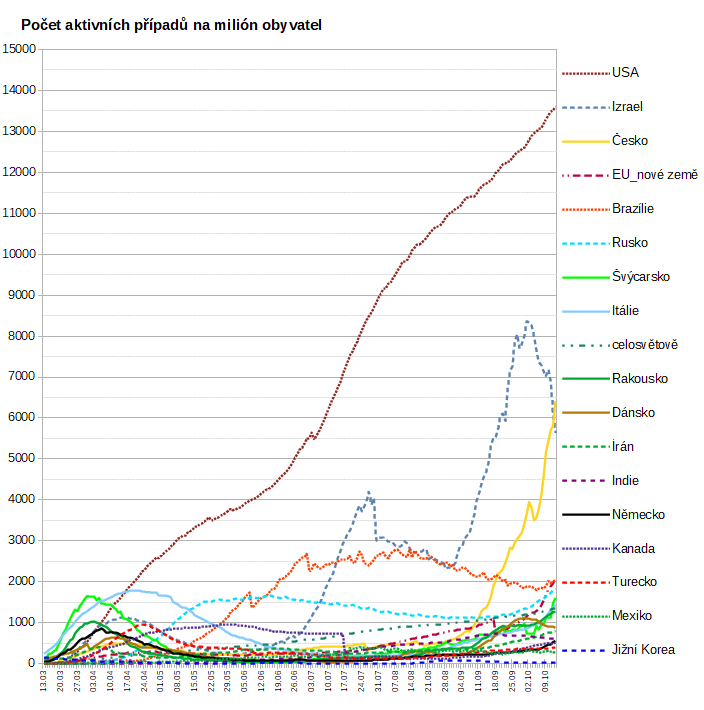 Počet aktivních případů na milión obyvatel
15000
14000
13000
12000
11000
10000
9000
8000
7000
6000
5000
4000
3000
2000
1000
0
13.03
20.03
27.03
03.04
10.04
17.04
24.04
01.05
08.05
15.05
22.05
29.05
05.06
12.06
19.06
26.06
03.07
10.07
17.07
24.07
31.07
07.08
14.08
21.08
28.08
04.09
11.09
18.09
25.09
02.10
19.10
USA
Izrael
Česko
EU_nové země
Brazílie
Rusko
Švýcarsko
Itálie
celosvětově
Rakousko
Dánsko
Írán
Indie
Německo
Kanada
Turecko
Mexiko
Jižní Korea